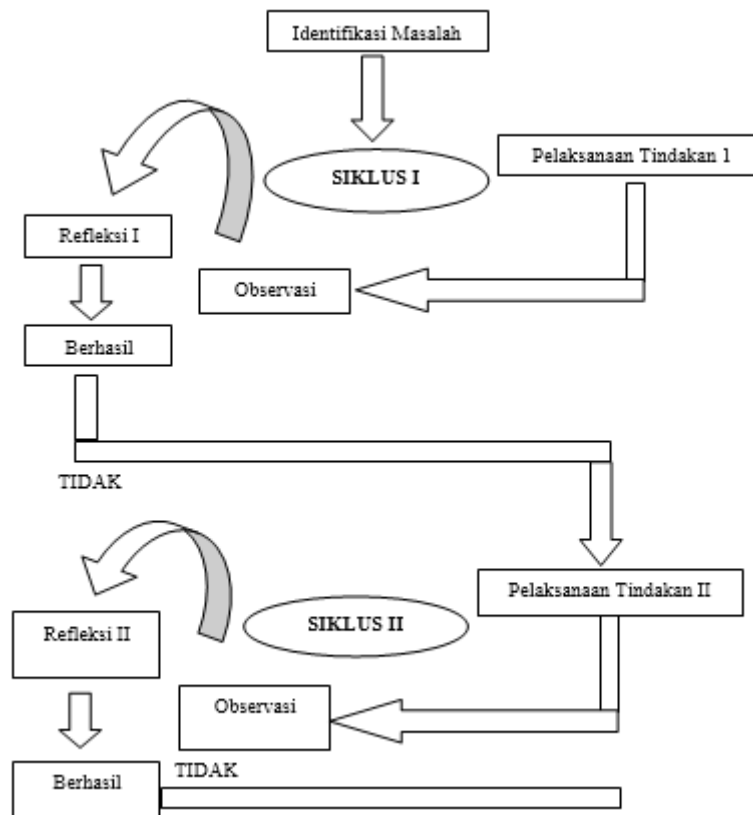 Identifikasi Masalah
Pelaksanaan Tindakan 1
SIKLUS I
Refleksi I
Observasi
Berhasil
TIDAK
Pelaksanaan Tindakan II
SIKLUS II
Refleksi II
Observasi
Berhasil
TIDAK